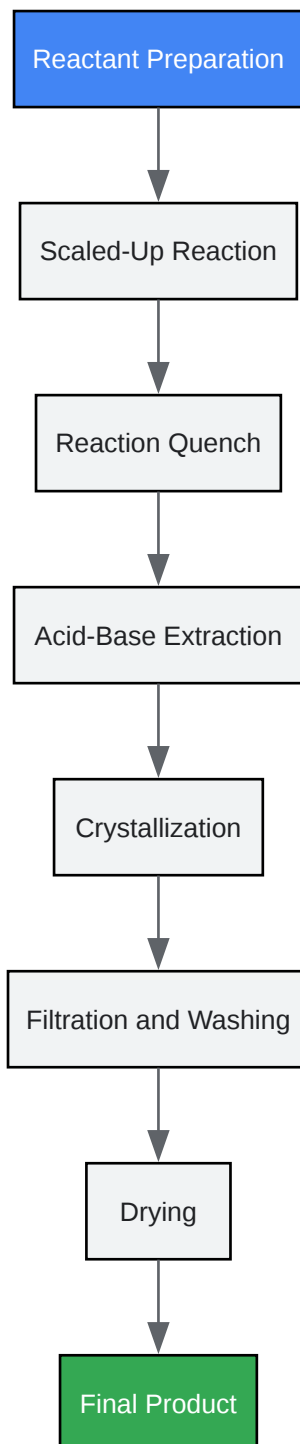 Reactant Preparation
Scaled-Up Reaction
Reaction Quench
Acid-Base Extraction
Crystallization
Filtration and Washing
Drying
Final Product